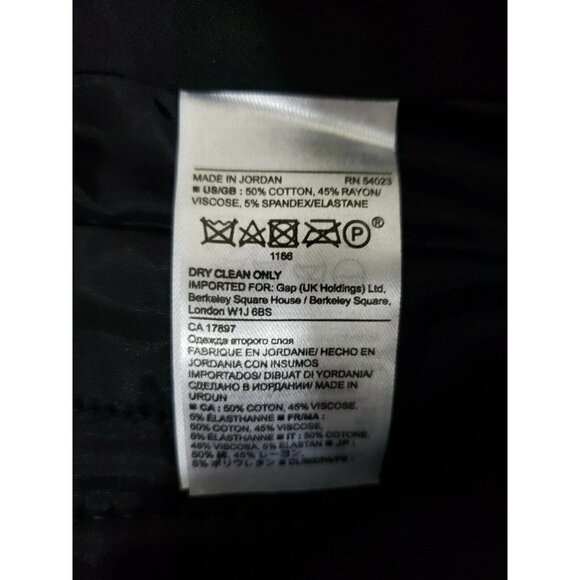 MADE IN JORDAN RN 54023
■ US/GB : 50% COTTON, 45% RAYON/
VISCOSE, 5% SPANDEX/ELASTANE
P®
1166
DRY CLEAN ONLY
IMPORTED FOR: Gap (UK Holdings) Ltd.
Berkeley Square House / Berkeley Square,
London W1J 6BS
CA 17897
Одежда второго слоя
FABRIQUE EN JORDANIE/ HECHO EN
JORDANIA CON INSUMOS
IMPORTADOS/ DIBUAT DI YORDANIA/
СДЕЛАНО В ИОРДАНИИ/ MADE IN
URDUN
■ CA : 50% COTON, 45% VISCOSE,
5% ÉLASTHANNE ■ FR/MA :
50% COTON, 45% VISCOSE,
5% ÉLASTHANNE ■ IT : 50% COTONE,
45% VISCOSA, 5% ELASTAN ■ JP :
50% 綿, 45% レーヨン,
5% ポリウレタン ■